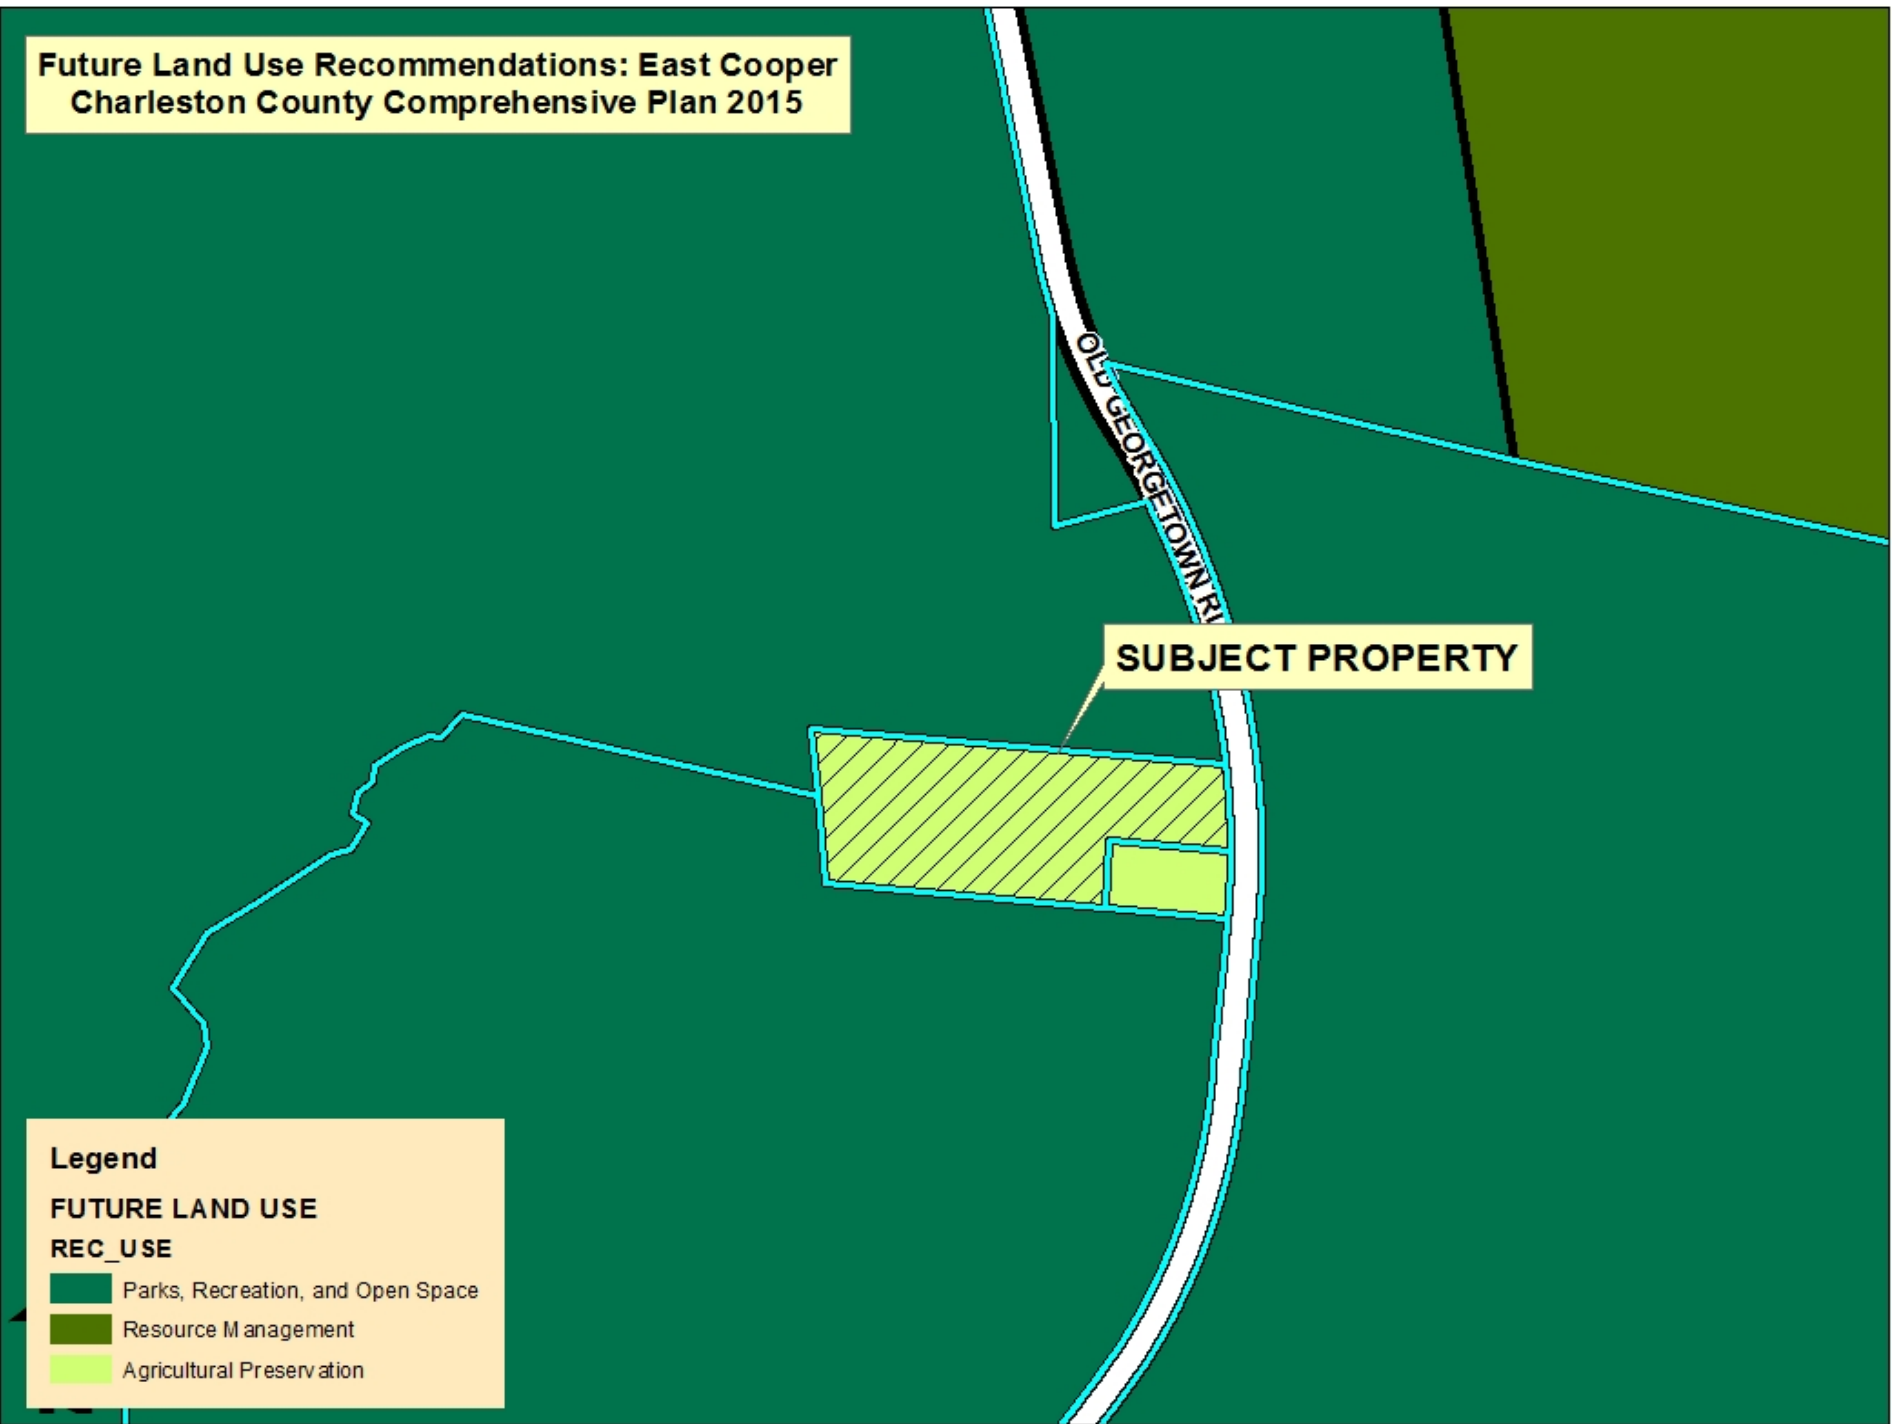 Future Land Use Recommendations: East Cooper
Charleston County Comprehensive Plan 2015
OLD GEORGETOWN
SUBJECT PROPERTY
Legend
FUTURE LAND USE
REC_USE
Parks, Recreation, and Open Space
Resource Management
Agricultural Preservation